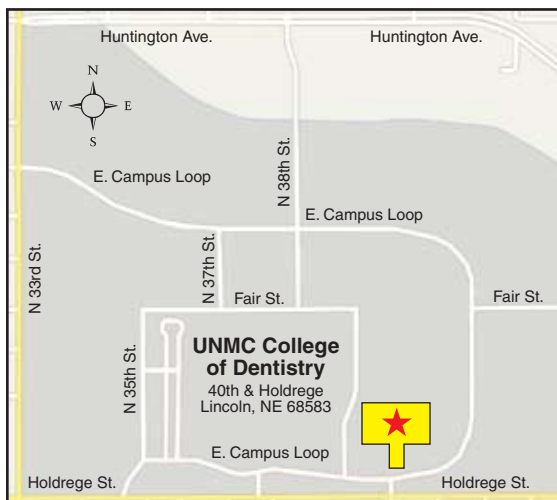 Huntington Ave.
Huntington Ave.
N
W
E
S
N 38th St.
E. Campus Loop
E. Campus Loop
N 33rd St.
N 37th St.
Fair St.
Fair St.
N 35th St.
UNMC College
of Dentistry
40th & Holdrege
Lincoln, NE 68583
E. Campus Loop
Holdrege St.
Holdrege St.